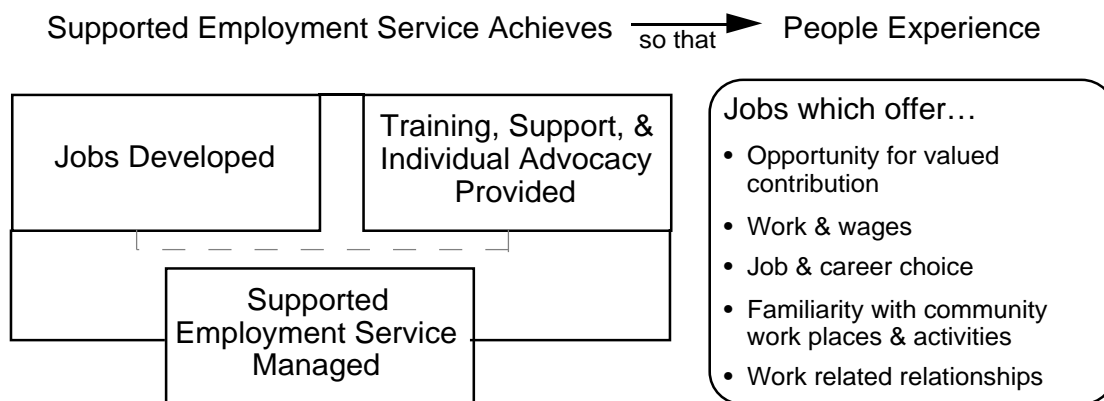 Supported Employment Service Achieves so that People Experience
Jobs Developed
Training, Support, &
Individual Advocacy
Provided
Supported
Employment Service
Managed
Jobs which offer…
• Opportunity for valued
contribution
• Work & wages
• Job & career choice
• Familiarity with community
work places & activities
• Work related relationships